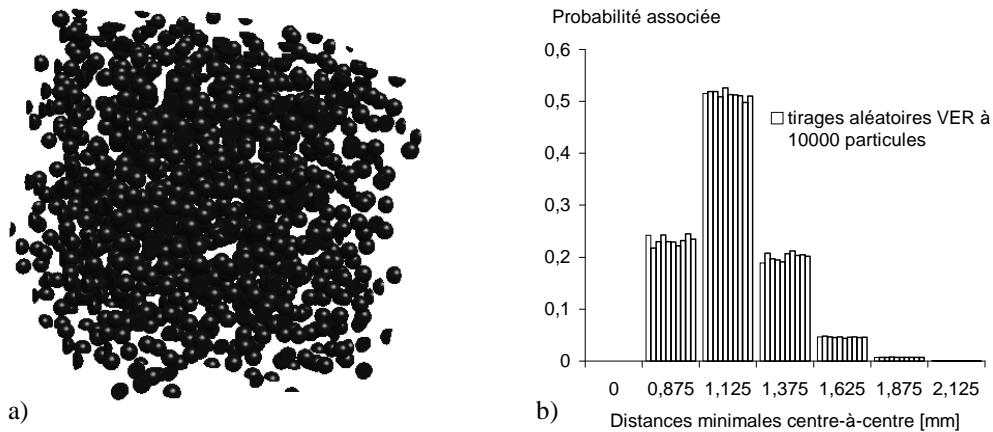 Probabilité associée
0,6
0,5
0,4
0,3
0,2
0,1
0
tirages aléatoires VER à
10000 particules
0 0,875 1,125 1,375 1,625 1,875 2,125
Distances minimales centre-à-centre [mm]
a)
b)